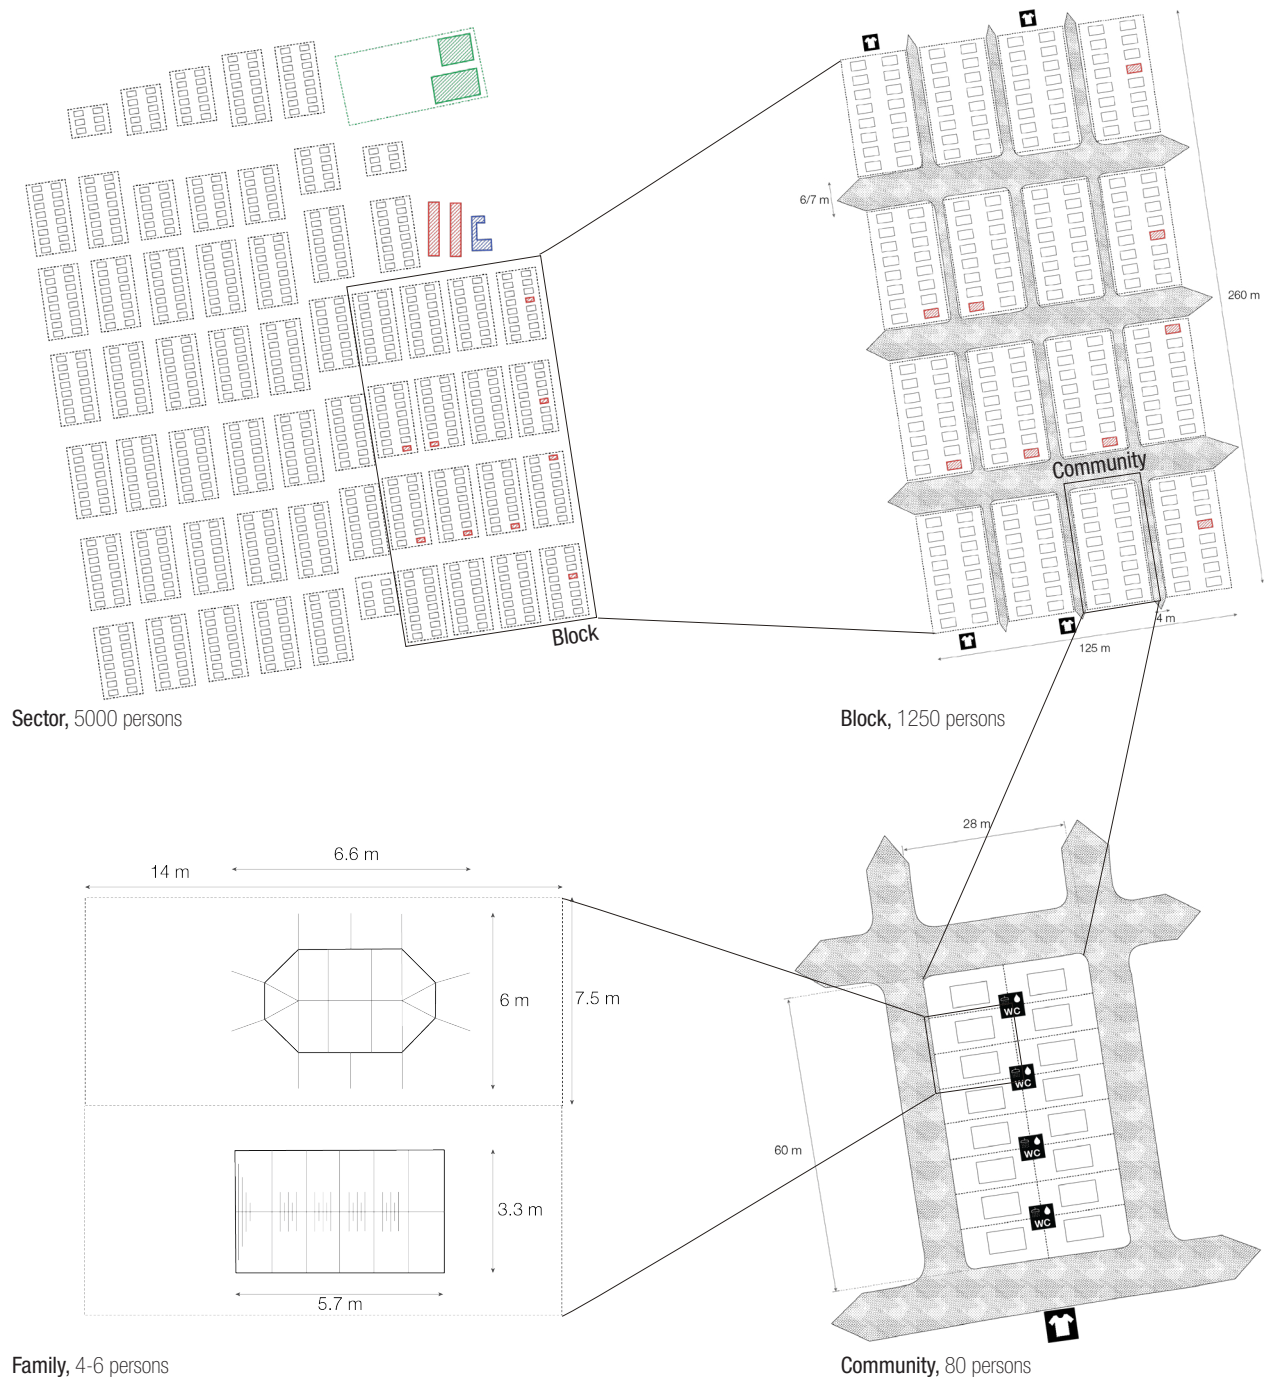 6/7 m
260 m
Community
4 m
125 m
Block
Sector, 5000 persons
Block, 1250 persons
28 m
6.6 m
14 m
6 m
7.5 m
WC
WC
60 m
WC
3.3 m
WC
5.7 m
Family, 4-6 persons
Community, 80 persons